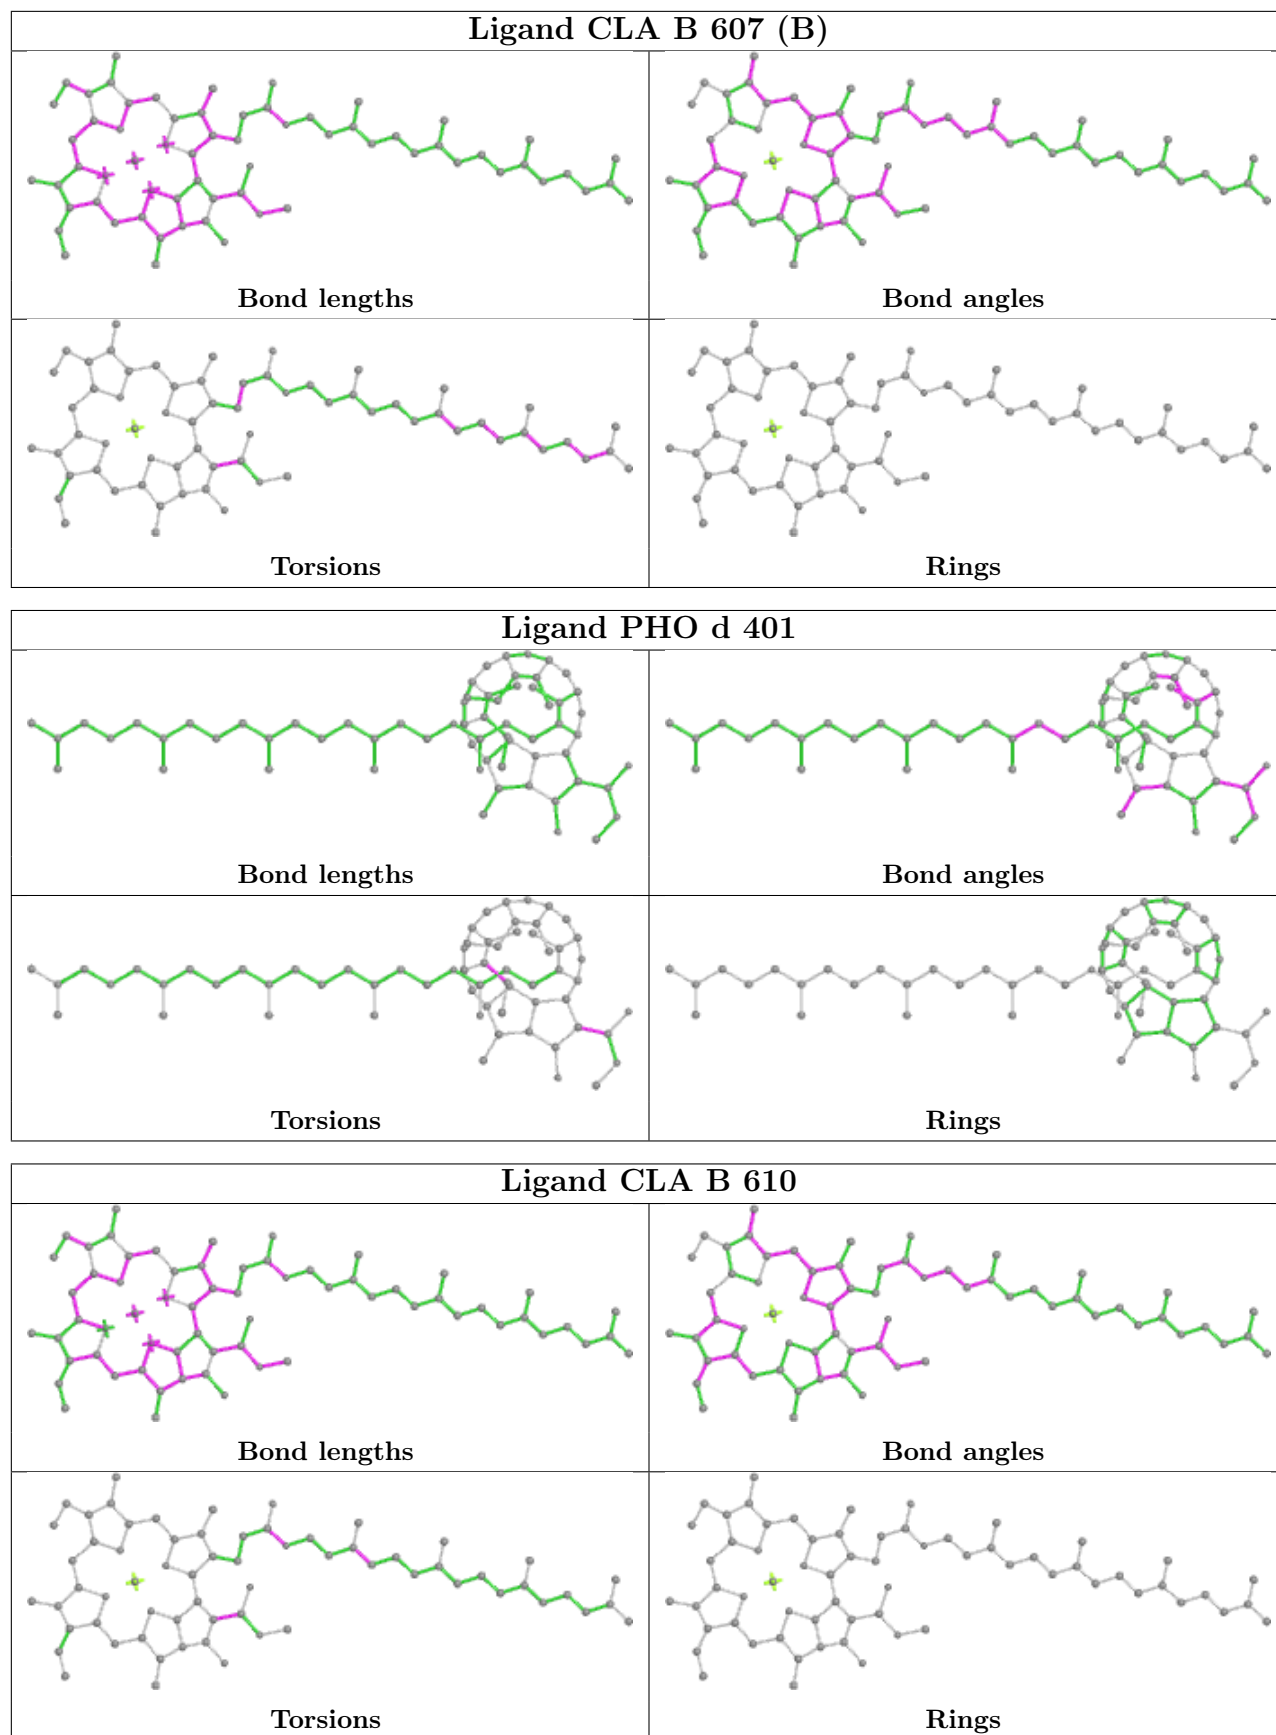 Ligand CLA B 607 (B)
Bond lengths
Bond angles
Torsions
Rings
Ligand PHO d 401
Bond lengths
Bond angles
Torsions
Rings
Ligand CLA B 610
Bond lengths
Bond angles
Torsions
Rings